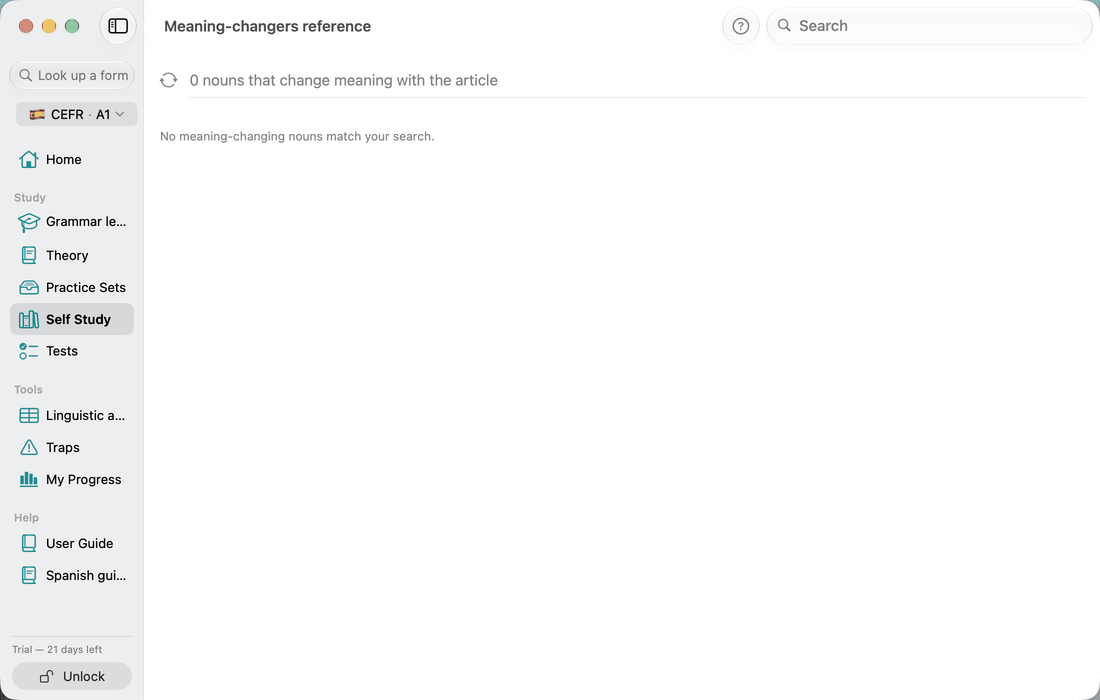 Meaning-changers reference
Search
Look up a form
CEFR · A1
0 nouns that change meaning with the article
No meaning-changing nouns match your search.
Home
Study
Grammar le...
Theory
Practice Sets
Self Study
Tests
Tools
Linguistic a...
Traps
My Progress
Help
User Guide
Spanish gui...
Trial — 21 days left
Unlock